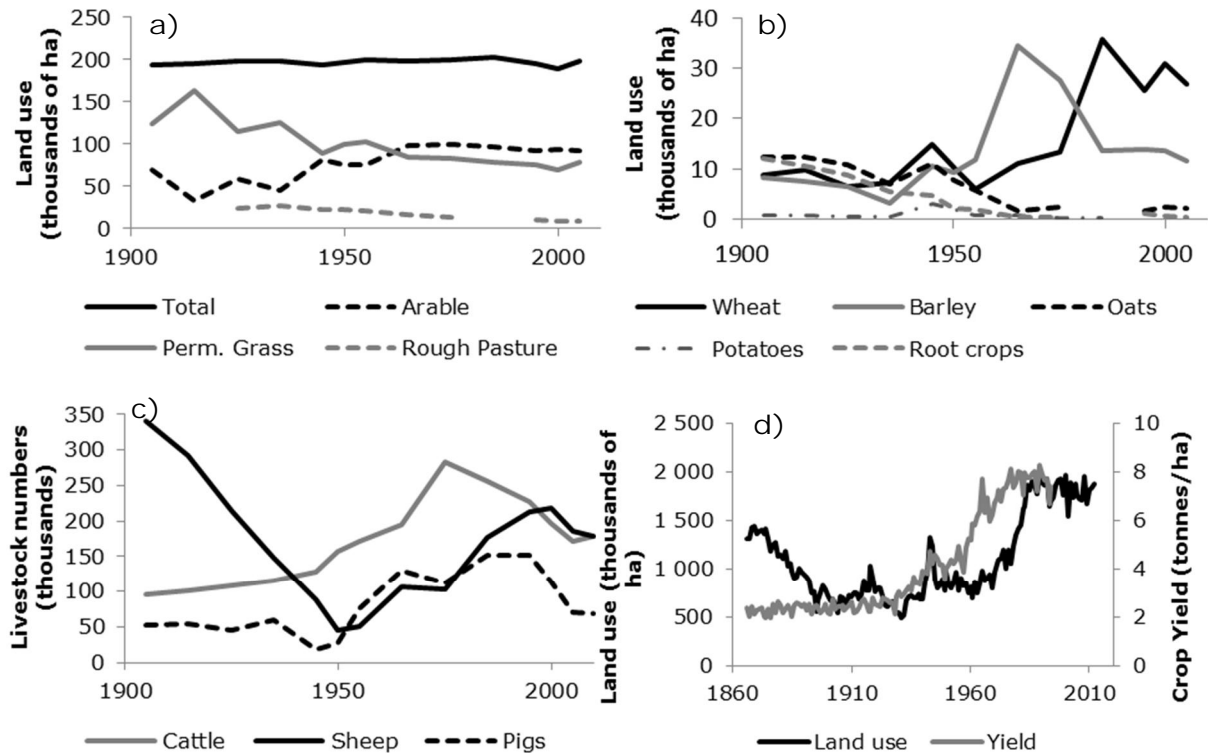 a)
250
200
150
100
50
0
Land use
(thousands of ha)
1900
1950
2000
Total
Arable
Perm. Grass
Rough Pasture
b)
40
30
20
10
0
Land use
(thousands of ha)
1900
1950
2000
Wheat
Barley
Oats
Potatoes
Root crops
c)
350
300
250
200
150
100
50
0
Livestock numbers
(thousands)
1900
1950
2000
Cattle
Sheep
Pigs
d)
2 500
2 000
1 500
1 000
500
0
Land use (thousands of
ha)
10
8
6
4
2
0
Crop Yield (tonnes/ha)
1860
1910
1960
2010
Land use
Yield